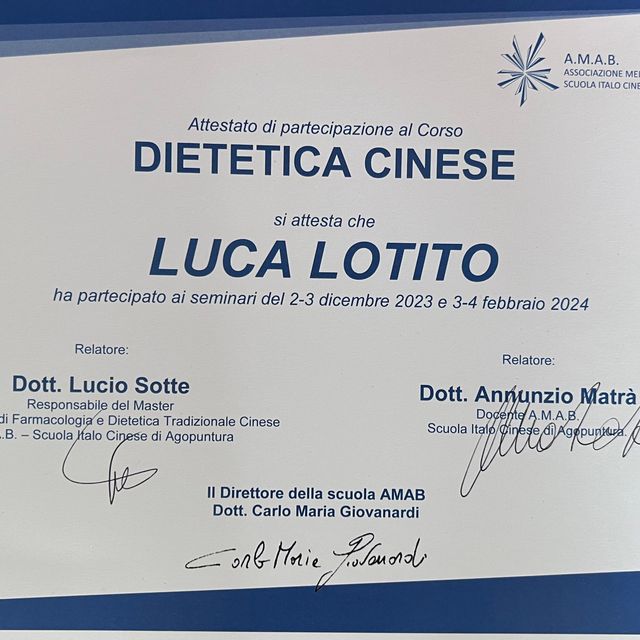 A.M.A.B.
ASSOCIAZIONE
SCUOLA ITALO CINE
Attestato di partecipazione al Corso
DIETETICA CINESE
si attesta che
LUCA LOTITO
ha partecipato ai seminari del 2-3 dicembre 2023 e 3-4 febbraio 2024
Relatore:
Dott. Lucio Sotte
Responsabile del Master
di Farmacologia e Dietetica Tradizionale Cinese
.B. – Scuola Italo Cinese di Agopuntura
Relatore:
Dott. Annunzio Matrà
Docente A.M.A.B.
Scuola Italo Cinese di Agopuntura
Il Direttore della scuola AMAB
Dott. Carlo Maria Giovanardi
Carlo Maria Giovanardi